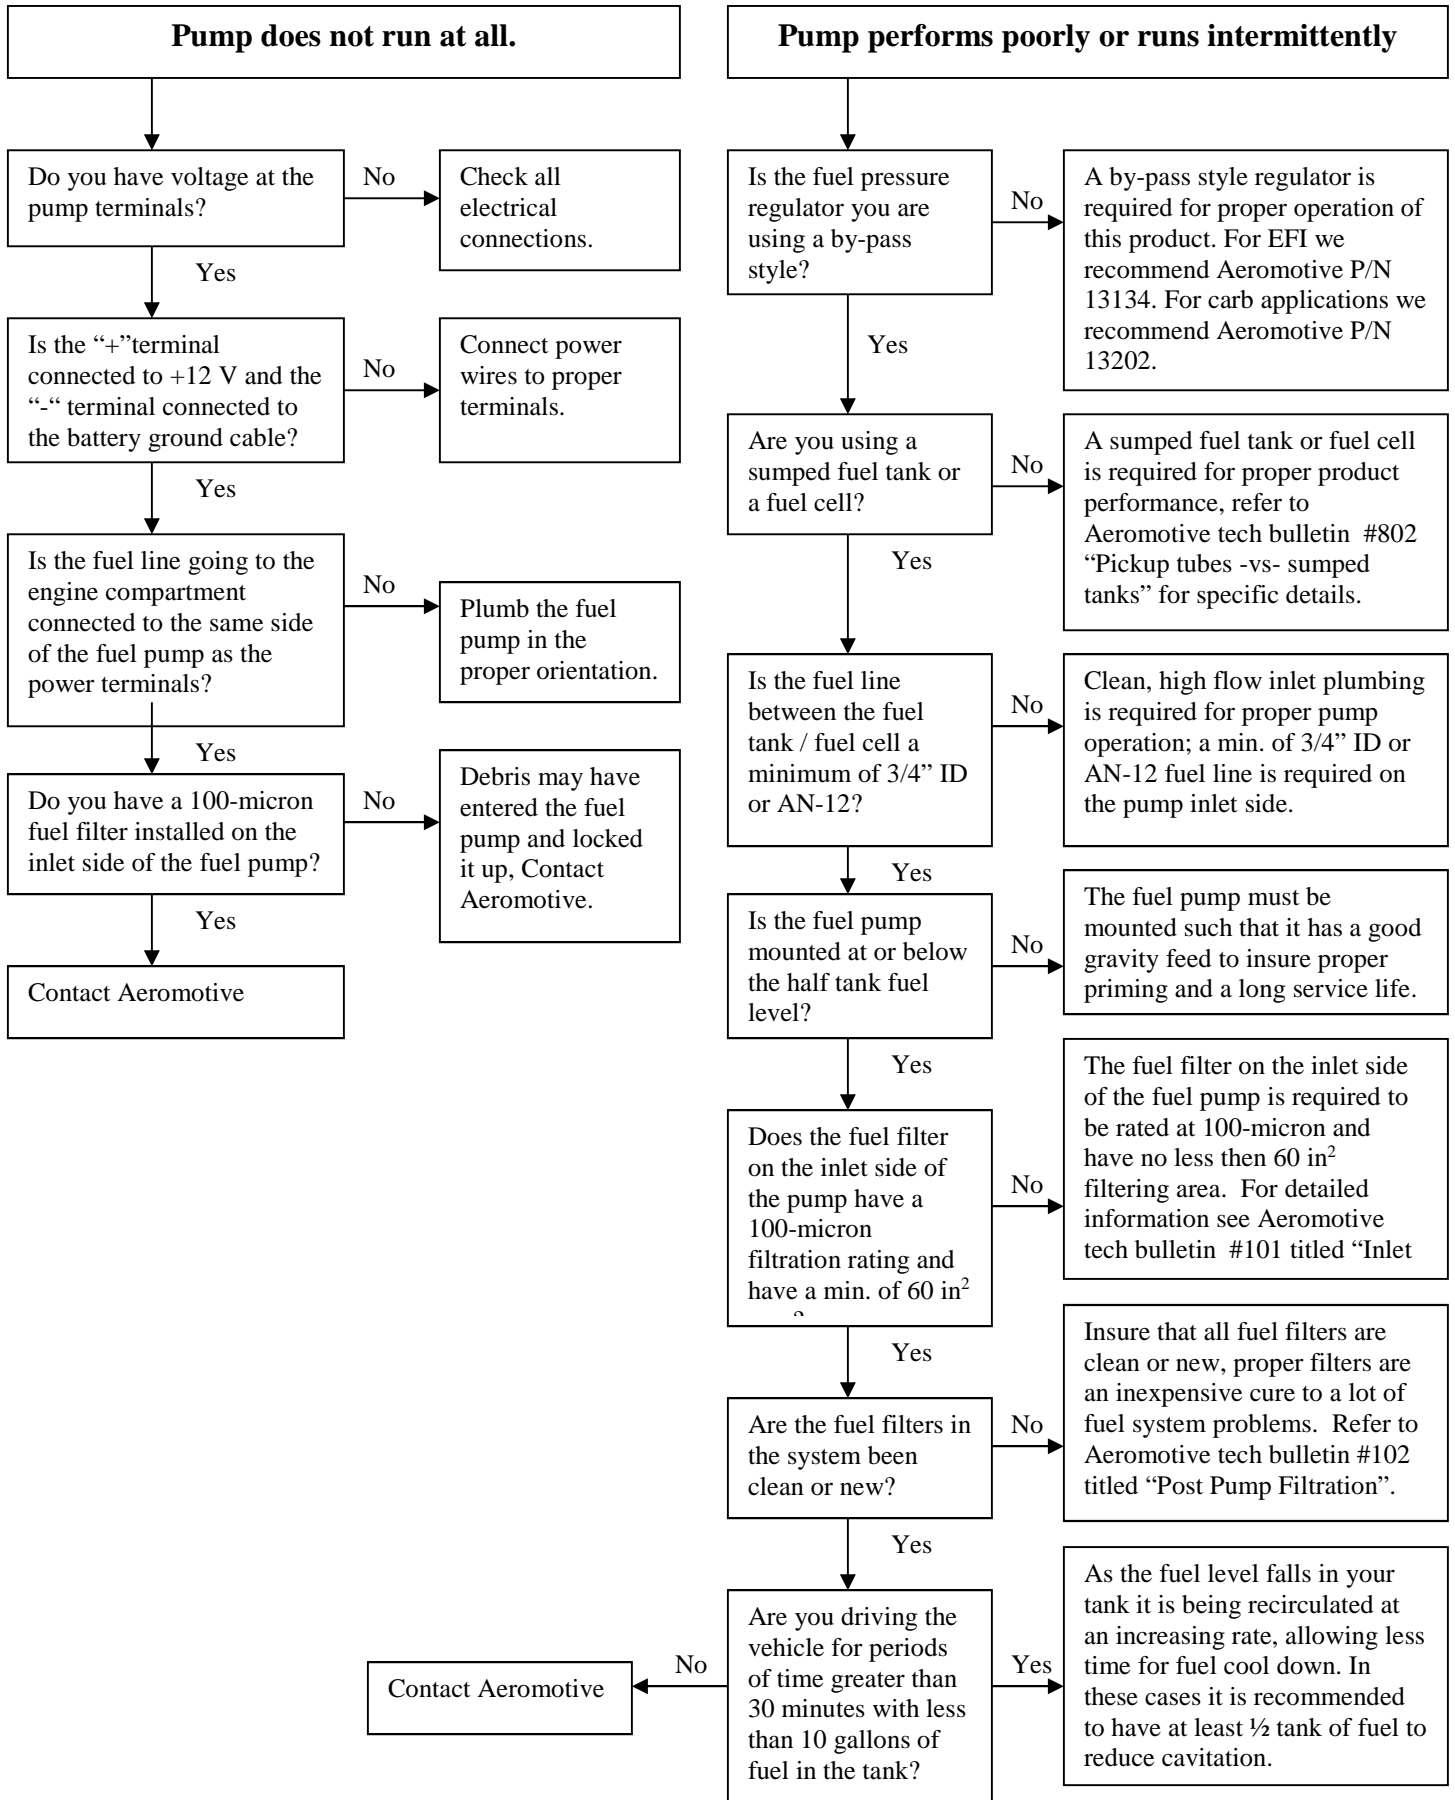 Pump does not run at all.
Do you have voltage at the
pump terminals?
No
Check all
electrical
connections.
Yes
Is the “+”terminal
connected to +12 V and the
“-“ terminal connected to
the battery ground cable?
No
Connect power
wires to proper
terminals.
Yes
Is the fuel line going to the
engine compartment
connected to the same side
of the fuel pump as the
power terminals?
No
Plumb the fuel
pump in the
proper orientation.
Yes
Do you have a 100-micron
fuel filter installed on the
inlet side of the fuel pump?
No
Debris may have
entered the fuel
pump and locked
it up, Contact
Aeromotive.
Yes
Contact Aeromotive
Pump performs poorly or runs intermittently
Is the fuel pressure
regulator you are
using a by-pass
style?
No
A by-pass style regulator is
required for proper operation of
this product. For EFI we
recommend Aeromotive P/N
13134. For carb applications we
recommend Aeromotive P/N
13202.
Yes
Are you using a
sumped fuel tank or
a fuel cell?
No
A sumped fuel tank or fuel cell
is required for proper product
performance, refer to
Aeromotive tech bulletin  #802
“Pickup tubes -vs- sumped
tanks” for specific details.
Yes
Is the fuel line
between the fuel
tank / fuel cell a
minimum of 3/4” ID
or AN-12?
No
Clean, high flow inlet plumbing
is required for proper pump
operation; a min. of 3/4” ID or
AN-12 fuel line is required on
the pump inlet side.
Yes
Is the fuel pump
mounted at or below
the half tank fuel
level?
No
The fuel pump must be
mounted such that it has a good
gravity feed to insure proper
priming and a long service life.
Yes
Does the fuel filter
on the inlet side of
the pump have a
100-micron
filtration rating and
have a min. of 60 in²
No
The fuel filter on the inlet side
of the fuel pump is required to
be rated at 100-micron and
have no less then 60 in²
filtering area.  For detailed
information see Aeromotive
tech bulletin  #101 titled “Inlet
Yes
Are the fuel filters in
the system been
clean or new?
No
Insure that all fuel filters are
clean or new, proper filters are
an inexpensive cure to a lot of
fuel system problems.  Refer to
Aeromotive tech bulletin #102
titled “Post Pump Filtration”.
Yes
Are you driving the
vehicle for periods
of time greater than
30 minutes with less
than 10 gallons of
fuel in the tank?
No
Contact Aeromotive
Yes
As the fuel level falls in your
tank it is being recirculated at
an increasing rate, allowing less
time for fuel cool down. In
these cases it is recommended
to have at least ½ tank of fuel to
reduce cavitation.